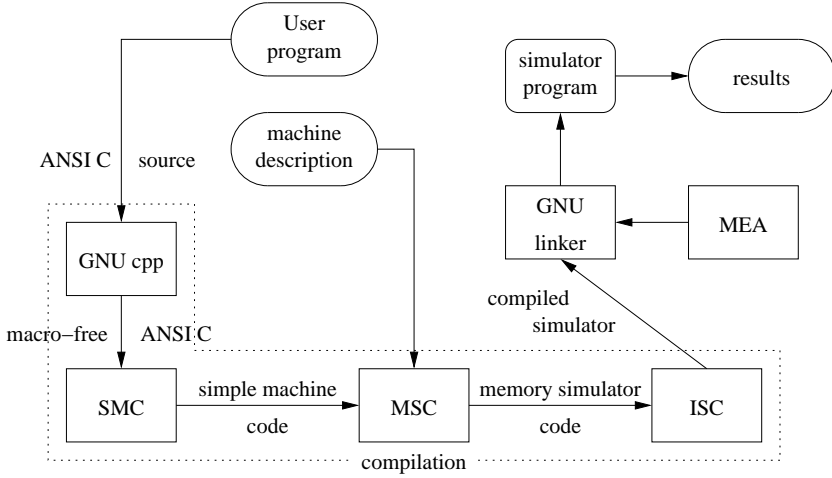 User
program
simulator
program
results
machine
description
ANSI C source
GNU
linker
MEA
GNU cpp
compiled
simulator
macro−free ANSI C
simple machine
code
memory simulator
code
SMC
MSC
ISC
compilation